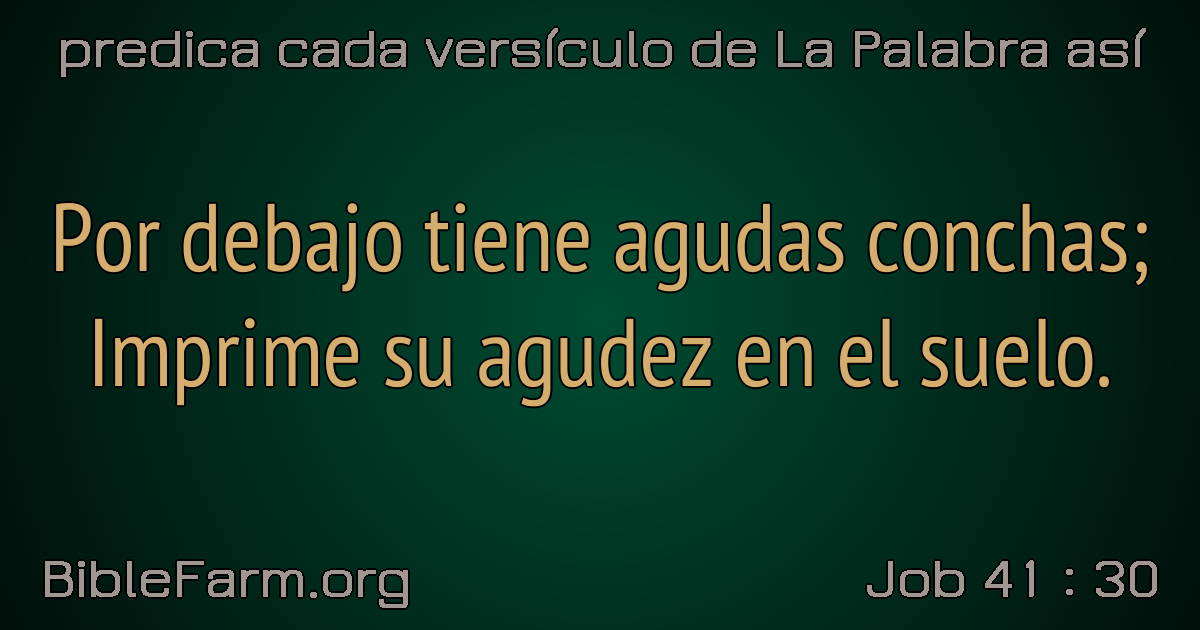 predica cada versículo de La Palabra así
Por debajo tiene agudas conchas;
Imprime su agudez en el suelo.
BibleFarm.org
Job 41 : 30